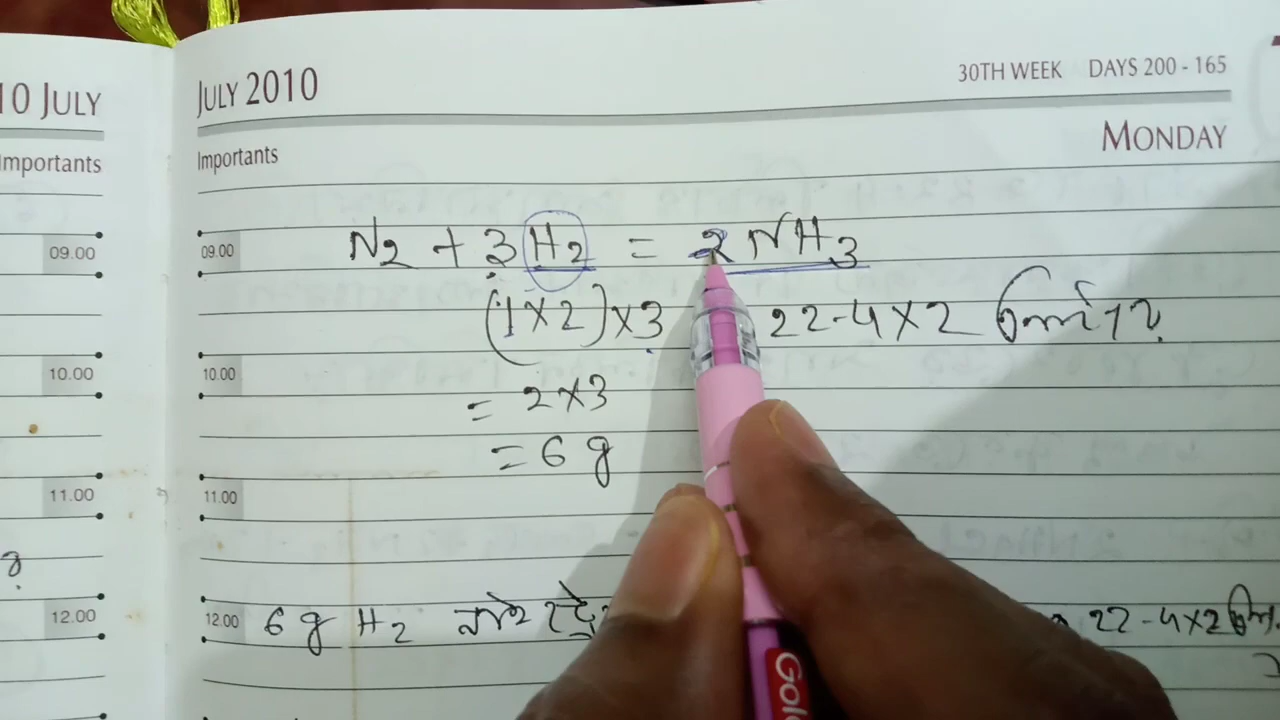 10 JULY
JULY 2010
30TH WEEK DAYS 200 - 165
MONDAY
Importants
Importants
09.00
09.00
N2 + 3H2 = 2NH3
(1×2)×3 22.4×2
10.00
10.00
= 2×3
= 6 g
11.00
11.00
12.00
12.00
6 g H2 22.4×2
Gol